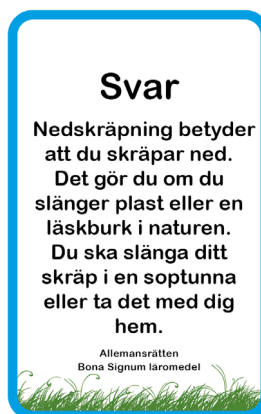 Svar
Nedskräpning betyder
att du skräpar ned.
Det gör du om du
slänger plast eller en
läskburk i naturen.
Du ska slänga ditt
skräp i en soptunna
eller ta det med dig
hem.
Allemansrätten
Bona Signum läromedel